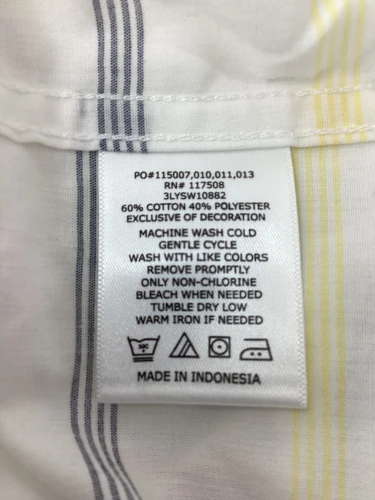 PO#115007,010,011,013
RN# 117508
3LYSW10882
60% COTTON 40% POLYESTER
EXCLUSIVE OF DECORATION
MACHINE WASH COLD
GENTLE CYCLE
WASH WITH LIKE COLORS
REMOVE PROMPTLY
ONLY NON-CHLORINE
BLEACH WHEN NEEDED
TUMBLE DRY LOW
WARM IRON IF NEEDED
MADE IN INDONESIA